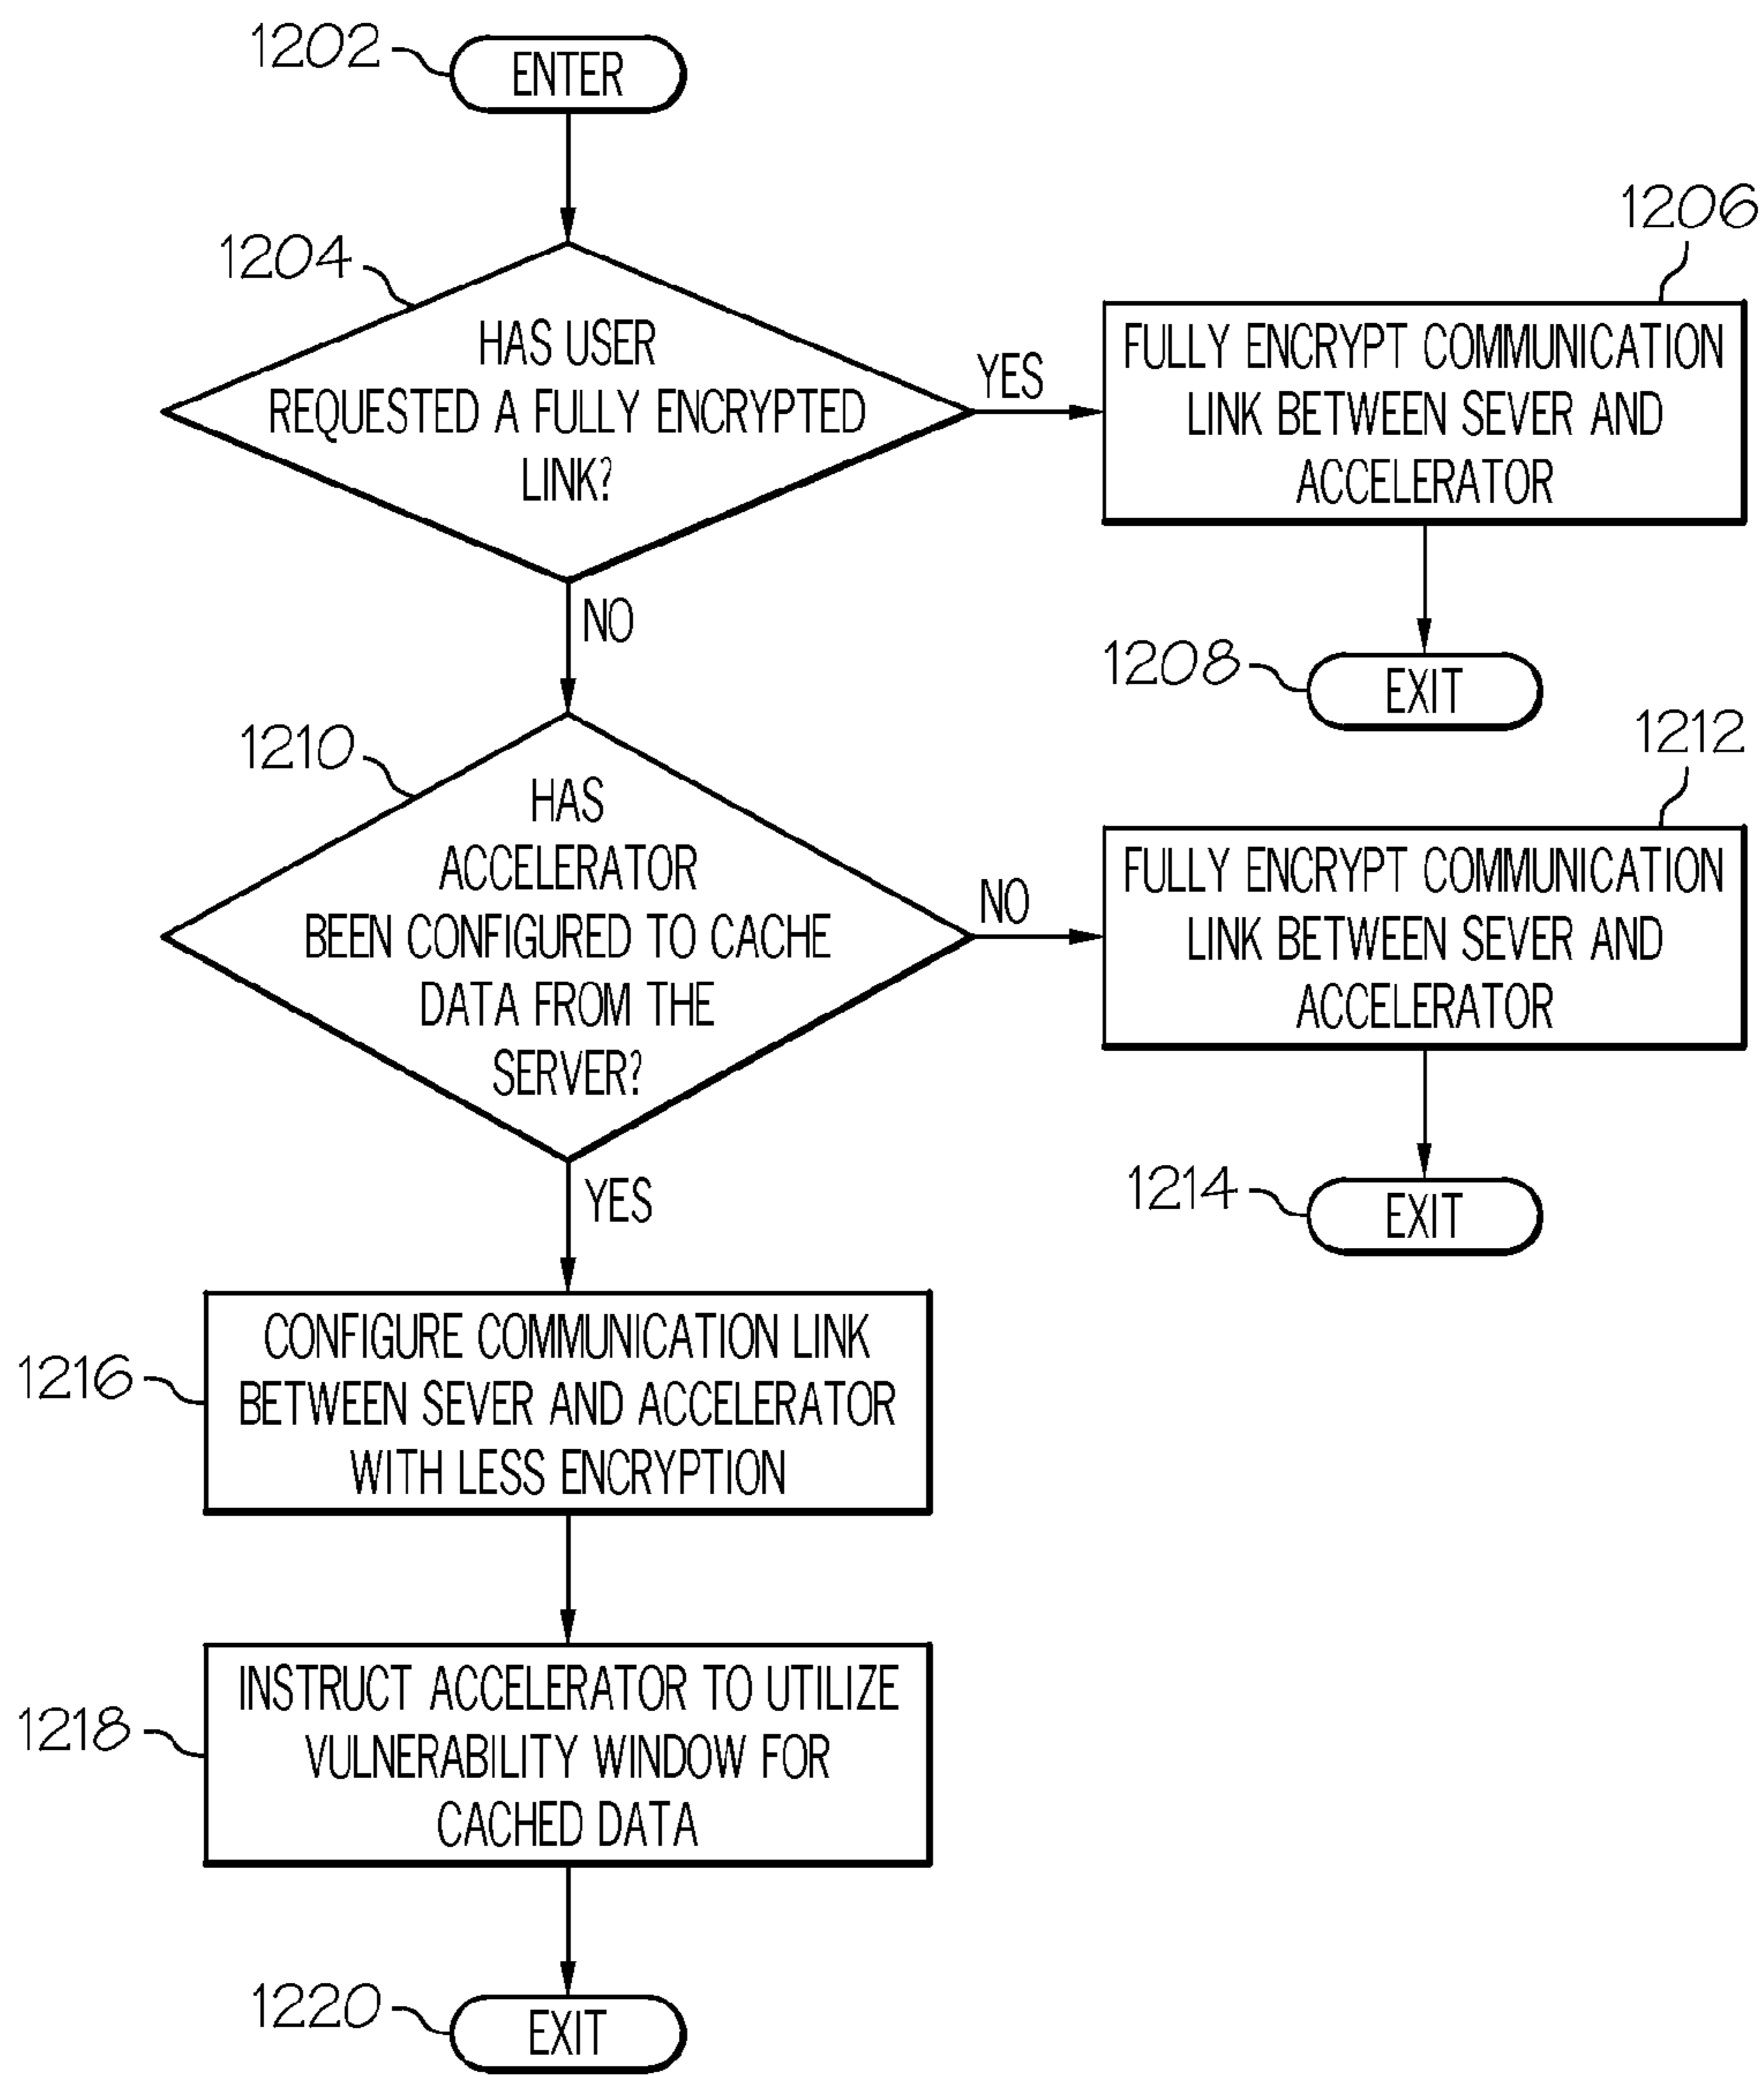 1202
ENTER
1204
HAS USER
REQUESTED A FULLY ENCRYPTED
LINK?
YES
1206
FULLY ENCRYPT COMMUNICATION
LINK BETWEEN SEVER AND
ACCELERATOR
1208
EXIT
NO
1210
HAS
ACCELERATOR
BEEN CONFIGURED TO CACHE
DATA FROM THE
SERVER?
NO
1212
FULLY ENCRYPT COMMUNICATION
LINK BETWEEN SEVER AND
ACCELERATOR
1214
EXIT
YES
1216
CONFIGURE COMMUNICATION LINK
BETWEEN SEVER AND ACCELERATOR
WITH LESS ENCRYPTION
1218
INSTRUCT ACCELERATOR TO UTILIZE
VULNERABILITY WINDOW FOR
CACHED DATA
1220
EXIT